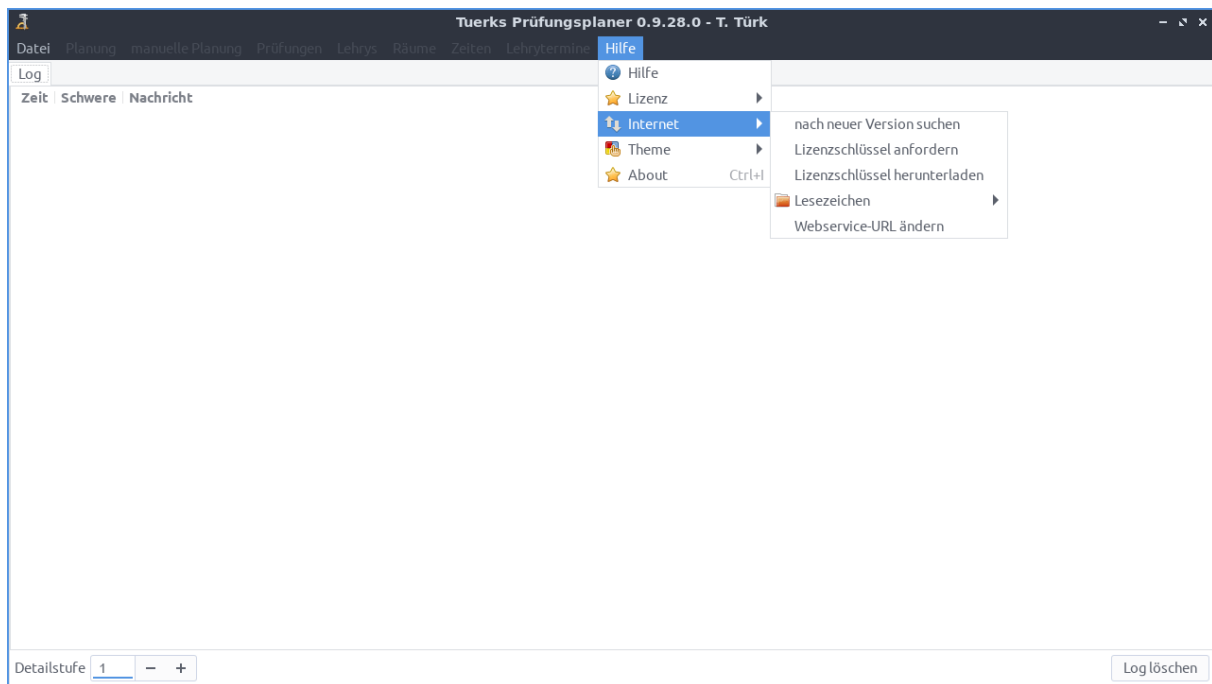 Tuerks Prüfungsplaner 0.9.28.0 - T. Türk
Datei Planung manuelle Planung Prüfungen Lehrys Räume Zeiten Lehrytermine Hilfe
Log
Zeit Schwere Nachricht
Hilfe
Lizenz
Internet
Theme
About Ctrl+I
nach neuer Version suchen
Lizenzschlüssel anfordern
Lizenzschlüssel herunterladen
Lesezeichen
Webservice-URL ändern
Detailstufe 1 − +
Log löschen